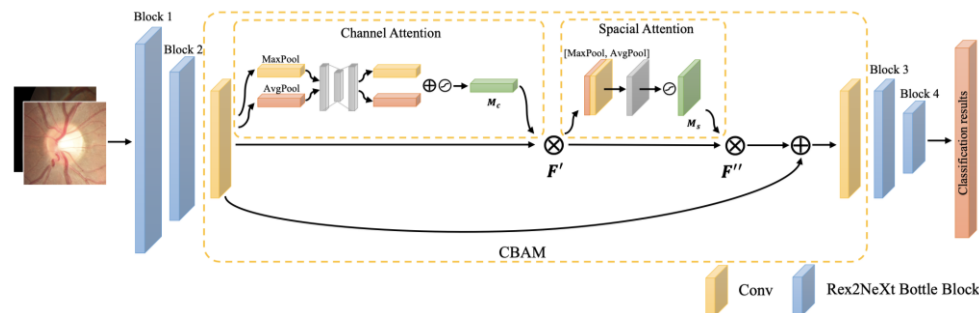 Block 1
Block 2
Channel Attention
MaxPool
AvgPool
M_c
F′
Spacial Attention
[MaxPool, AvgPool]
M_s
F′′
Block 3
Block 4
Classification results
CBAM
Conv
Rex2NeXt Bottle Block